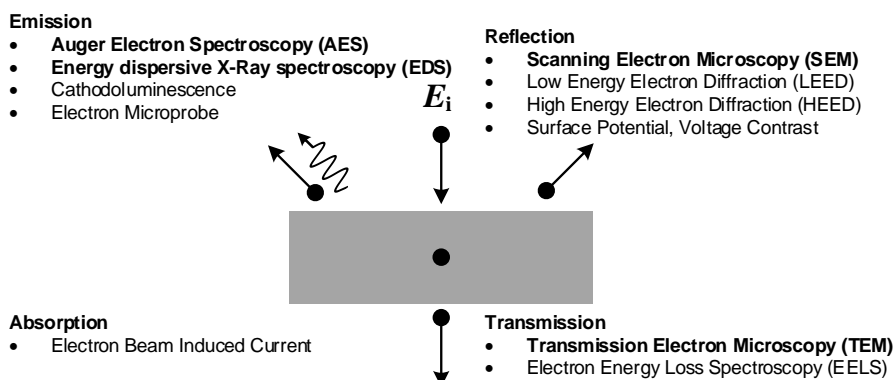 Emission
• Auger Electron Spectroscopy (AES)
• Energy dispersive X-Ray spectroscopy (EDS)
• Cathodoluminescence
• Electron Microprobe
Reflection
• Scanning Electron Microscopy (SEM)
• Low Energy Electron Diffraction (LEED)
• High Energy Electron Diffraction (HEED)
• Surface Potential, Voltage Contrast
Ei
Absorption
• Electron Beam Induced Current
Transmission
• Transmission Electron Microscopy (TEM)
• Electron Energy Loss Spectroscopy (EELS)